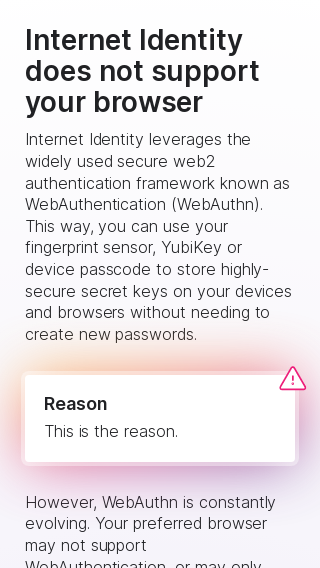 Internet Identity
does not support
your browser
Internet Identity leverages the
widely used secure web2
authentication framework known as
WebAuthentication (WebAuthn).
This way, you can use your
fingerprint sensor, YubiKey or
device passcode to store highly-
secure secret keys on your devices
and browsers without needing to
create new passwords.
Reason
This is the reason.
However, WebAuthn is constantly
evolving. Your preferred browser
may not support
WebAuthentication, or may only